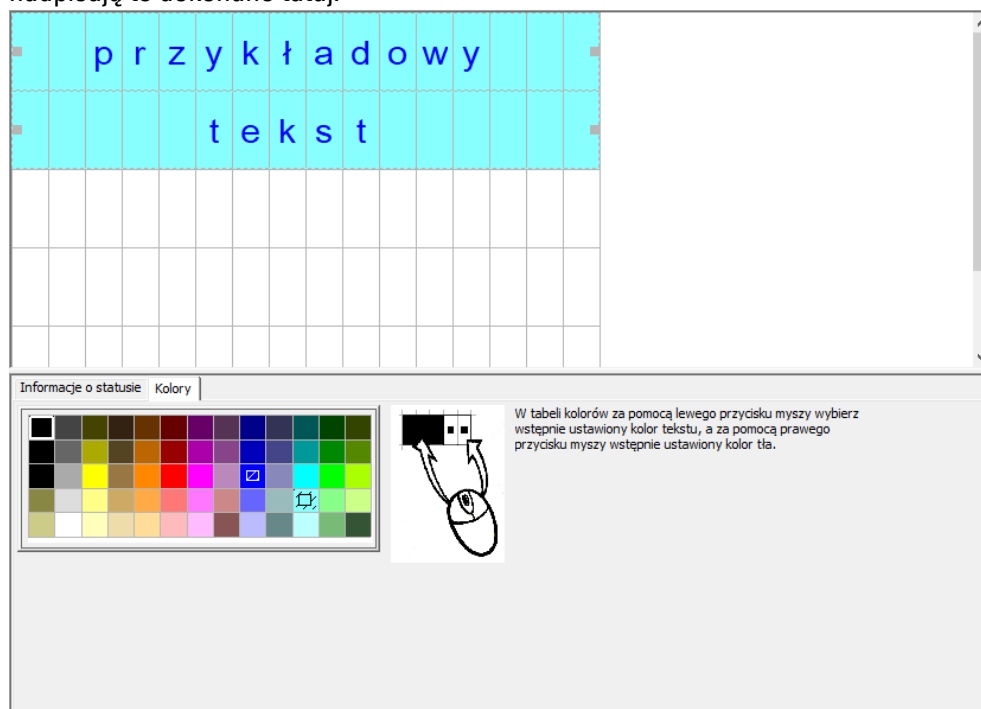 przykładowy
tekst
Informacje o statusie Kolory
W tabeli kolorów za pomocą lewego przycisku myszy wybierz
wstępnie ustawiony kolor tekstu, a za pomocą prawego
przycisku myszy wstępnie ustawiony kolor tła.